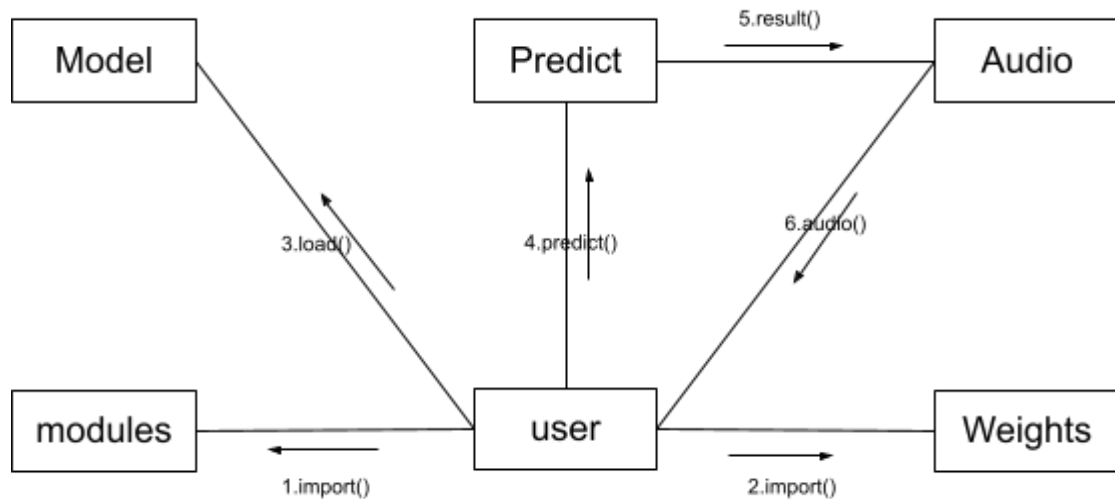 5.result()
Model
Predict
Audio
3.load()
4.predict()
6.audio()
modules
user
Weights
1.import()
2.import()